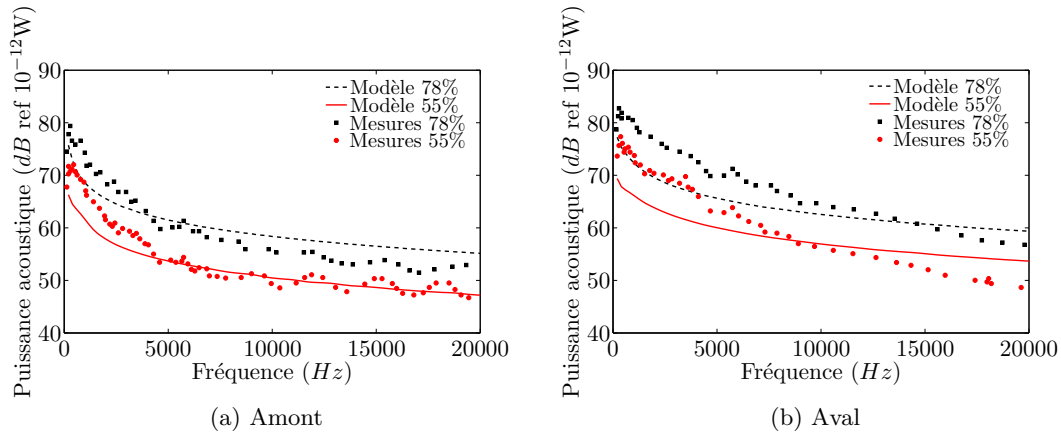 Puissance acoustique (dB ref 10⁻¹²W)
90
80
70
60
50
40
0
5000
10000
15000
20000
Fréquence (Hz)
Modèle 78%
Modèle 55%
Mesures 78%
Mesures 55%
(a) Amont
Puissance acoustique (dB ref 10⁻¹²W)
90
80
70
60
50
40
0
5000
10000
15000
20000
Fréquence (Hz)
Modèle 78%
Modèle 55%
Mesures 78%
Mesures 55%
(b) Aval